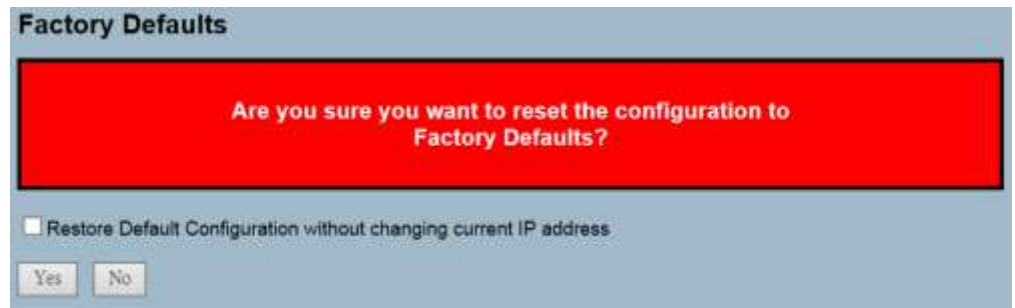 Factory Defaults
Are you sure you want to reset the configuration to
Factory Defaults?
Restore Default Configuration without changing current IP address
Yes No